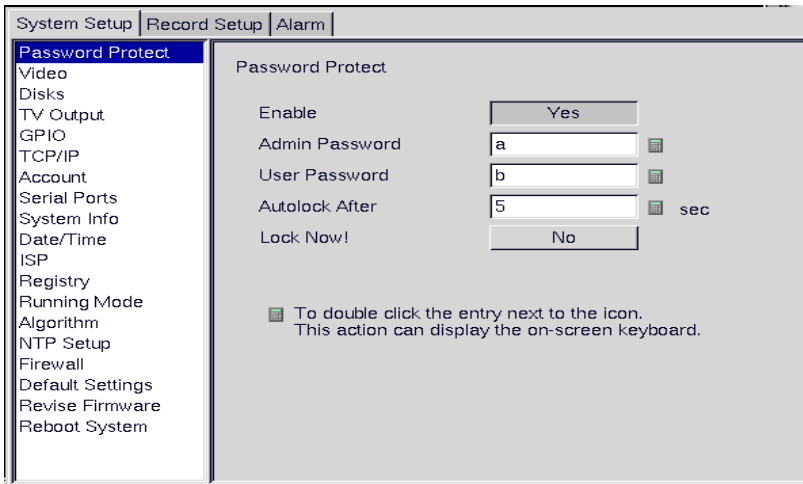 System Setup Record Setup Alarm
Password Protect
Video
Disks
TV Output
GPIO
TCP/IP
Account
Serial Ports
System Info
Date/Time
ISP
Registry
Running Mode
Algorithm
NTP Setup
Firewall
Default Settings
Revise Firmware
Reboot System
Password Protect
Enable Yes
Admin Password a
User Password b
Autolock After 5 sec
Lock Now! No
To double click the entry next to the icon.
This action can display the on-screen keyboard.